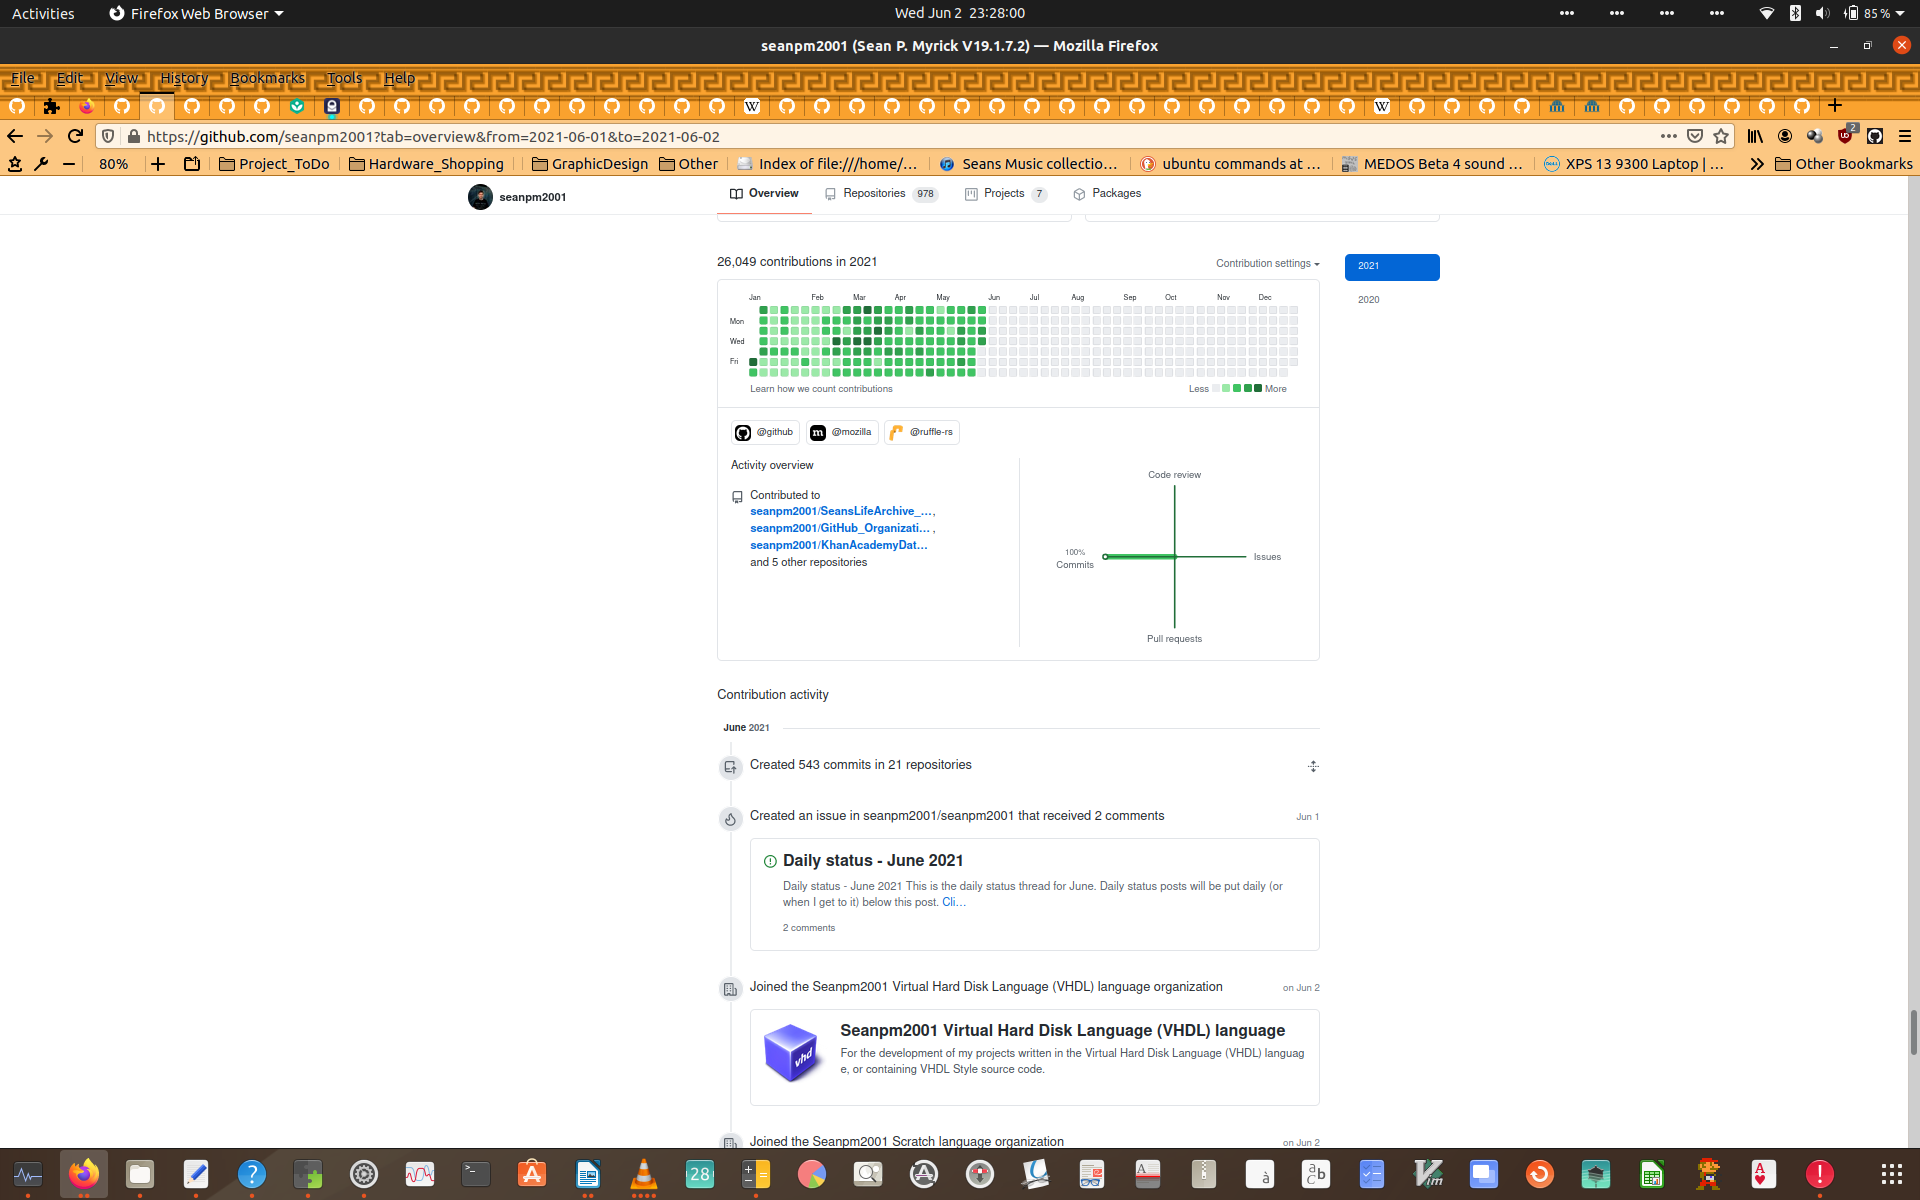 Activities Firefox Web Browser Wed Jun 2 23:28:00 85 %
seanpm2001 (Sean P. Myrick V19.1.7.2) — Mozilla Firefox
File Edit View History Bookmarks Tools Help
https://github.com/seanpm2001?tab=overview&from=2021-06-01&to=2021-06-02 2
80% Project_ToDo Hardware_Shopping GraphicDesign Other Index of file:///home/... Seans Music collectio... ubuntu commands at ... MEDOS Beta 4 sound ... XPS 13 9300 Laptop | ... Other Bookmarks
seanpm2001 Overview Repositories 978 Projects 7 Packages
26,049 contributions in 2021 Contribution settings 2021
2020
Jan Feb Mar Apr May Jun Jul Aug Sep Oct Nov Dec
Mon
Wed
Fri
Learn how we count contributions Less More
@github m @mozilla @ruffle-rs
Activity overview
Contributed to
seanpm2001/SeansLifeArchive_...,
seanpm2001/GitHub_Organizati... ,
seanpm2001/KhanAcademyDat...
and 5 other repositories
Code review
100%
Commits
Issues
Pull requests
Contribution activity
June 2021
Created 543 commits in 21 repositories
Created an issue in seanpm2001/seanpm2001 that received 2 comments Jun 1
Daily status - June 2021
Daily status - June 2021 This is the daily status thread for June. Daily status posts will be put daily (or
when I get to it) below this post. Cli...
2 comments
Joined the Seanpm2001 Virtual Hard Disk Language (VHDL) language organization on Jun 2
vhd
Seanpm2001 Virtual Hard Disk Language (VHDL) language
For the development of my projects written in the Virtual Hard Disk Language (VHDL) languag
e, or containing VHDL Style source code.
Joined the Seanpm2001 Scratch language organization on Jun 2
28